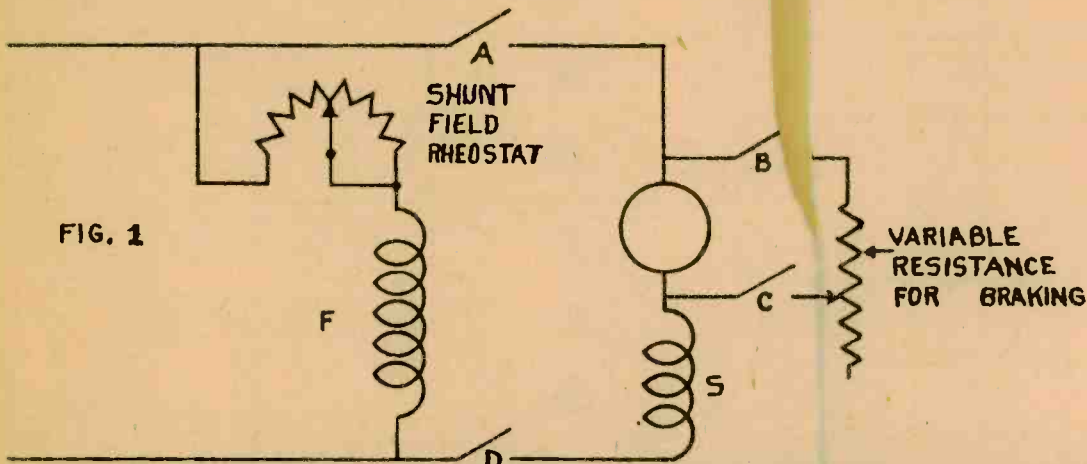 A
SHUNT
FIELD
RHEOSTAT
B
FIG. 1
VARIABLE
RESISTANCE
FOR BRAKING
C
F
S
D